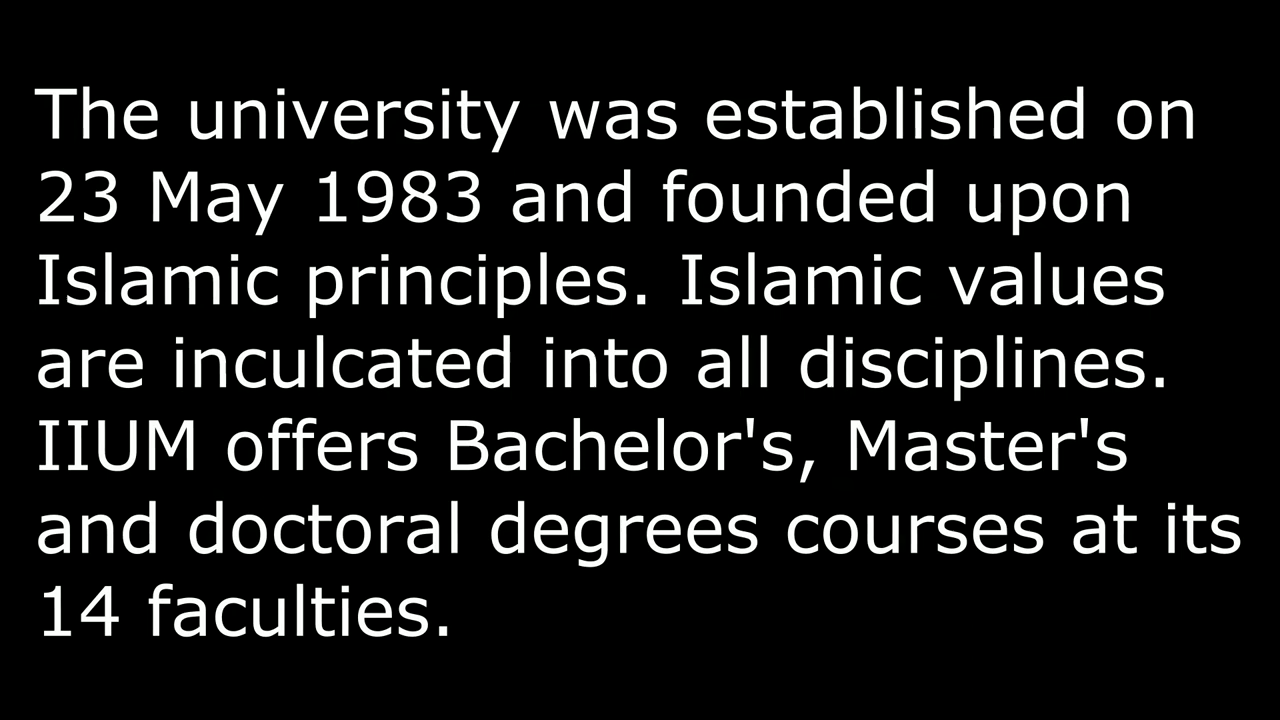 The university was established on
23 May 1983 and founded upon
Islamic principles. Islamic values
are inculcated into all disciplines.
IIUM offers Bachelor's, Master's
and doctoral degrees courses at its
14 faculties.